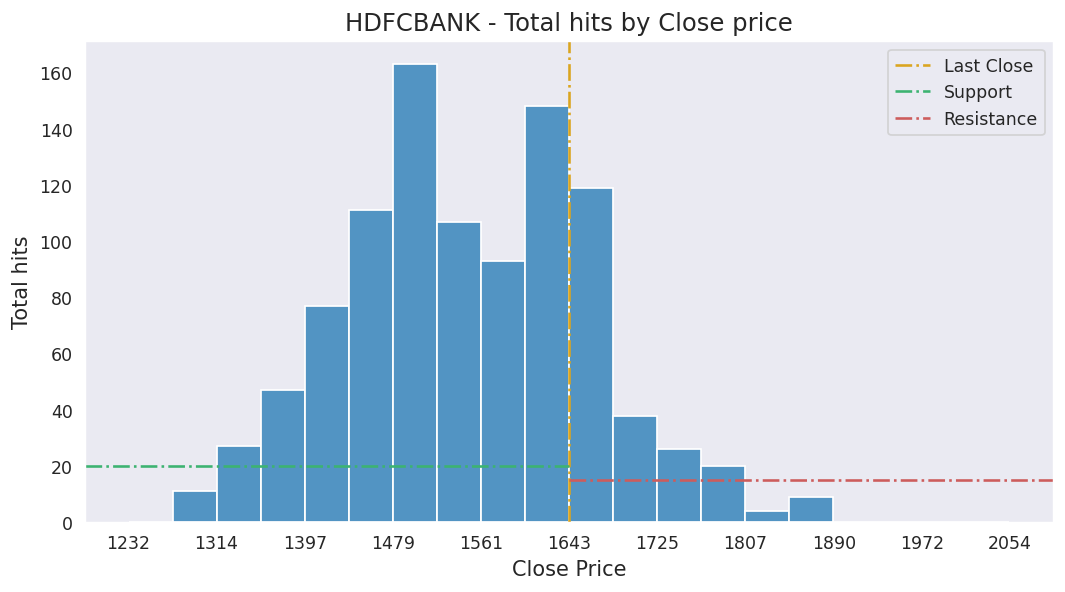 HDFCBANK - Total hits by Close price
Last Close
Support
Resistance
Total hits
160
140
120
100
80
60
40
20
0
1232 1314 1397 1479 1561 1643 1725 1807 1890 1972 2054
Close Price